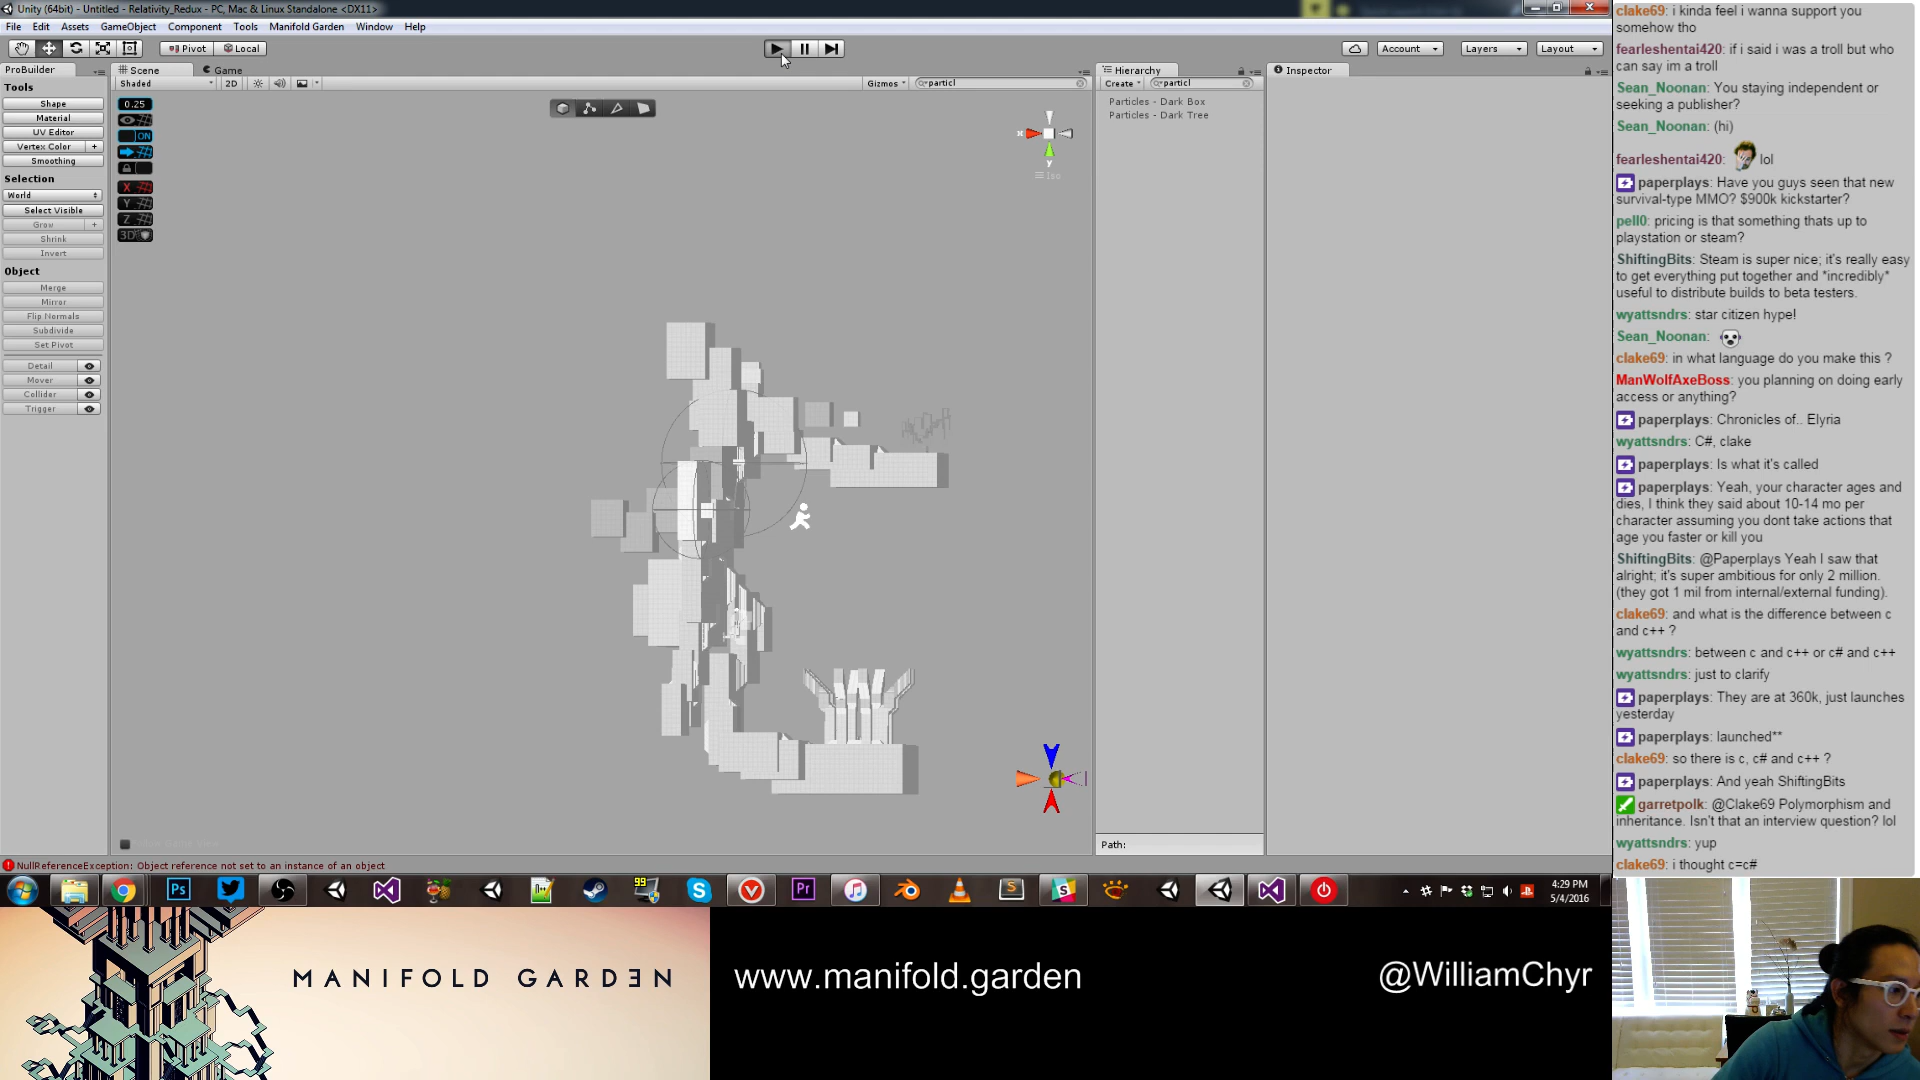 Unity (64bit) - Untitled - Relativity_Redux - PC, Mac & Linux Standalone <DX11>
File Edit Assets GameObject Component Tools Manifold Garden Window Help
Pivot Local Account Layers Layout
ProBuilder
Tools
Shape
Material
UV Editor
Vertex Color +
Smoothing
Selection
World
Select Visible
Grow +
Shrink
Invert
Object
Merge
Mirror
Flip Normals
Subdivide
Set Pivot
Detail
Mover
Collider
Trigger
Scene Game
Shaded 2D Gizmos particl
0.25
ON
X
Y
Z
3D
x
y
Iso
Hierarchy
Create particl
Particles - Dark Box
Particles - Dark Tree
Path:
Inspector
NullReferenceException: Object reference not set to an instance of an object
99
4:29 PM
5/4/2016
MANIFOLD GARDƎN
www.manifold.garden
@WilliamChyr
clake69: i kinda feel i wanna support you
somehow tho
fearleshentai420: if i said i was a troll but who
can say im a troll
Sean_Noonan: You staying independent or
seeking a publisher?
Sean_Noonan: (hi)
fearleshentai420: lol
paperplays: Have you guys seen that new
survival-type MMO? $900k kickstarter?
pell0: pricing is that something thats up to
playstation or steam?
ShiftingBits: Steam is super nice; it's really easy
to get everything put together and *incredibly*
useful to distribute builds to beta testers.
wyattsndrs: star citizen hype!
Sean_Noonan:
clake69: in what language do you make this ?
ManWolfAxeBoss: you planning on doing early
access or anything?
paperplays: Chronicles of.. Elyria
wyattsndrs: C#, clake
paperplays: Is what it's called
paperplays: Yeah, your character ages and
dies, I think they said about 10-14 mo per
character assuming you dont take actions that
age you faster or kill you
ShiftingBits: @Paperplays Yeah I saw that
alright; it's super ambitious for only 2 million.
(they got 1 mil from internal/external funding).
clake69: and what is the difference between c
and c++ ?
wyattsndrs: between c and c++ or c# and c++
wyattsndrs: just to clarify
paperplays: They are at 360k, just launches
yesterday
paperplays: launched**
clake69: so there is c, c# and c++ ?
paperplays: And yeah ShiftingBits
garretpolk: @Clake69 Polymorphism and
inheritance. Isn't that an interview question? lol
wyattsndrs: yup
clake69: i thought c=c#